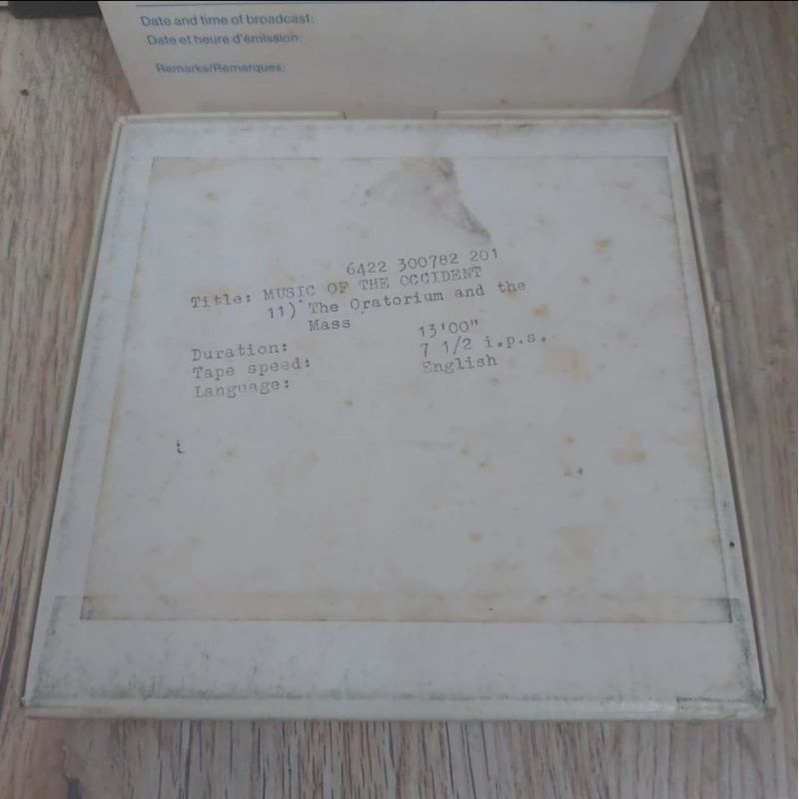 Date and time of broadcast:
Date et heure d'émission:
Remarks/Remarques:
6422 300782 201
Title: MUSIC OF THE OCCIDENT
11) The Oratorium and the
Mass
Duration: 13'00"
Tape speed: 7 1/2 i.p.s.
Language: English